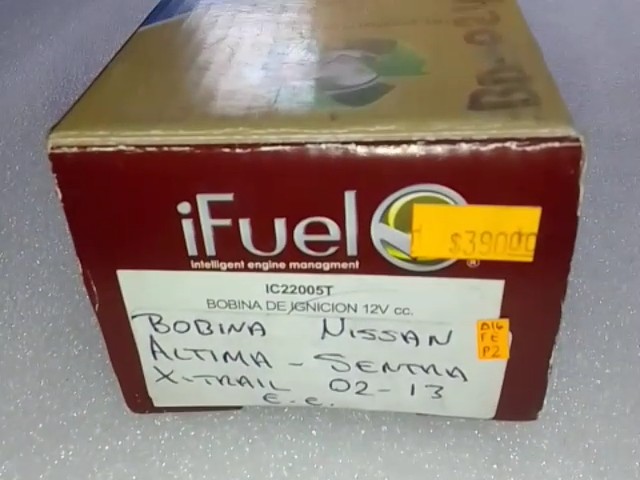 iFuel
intelligent engine managment
$390.00
IC22005T
BOBINA DE IGNICION 12V cc.
BOBINA NISSAN
ALTIMA - SENTRA
X-TRAIL 02-13
E.C.
P2